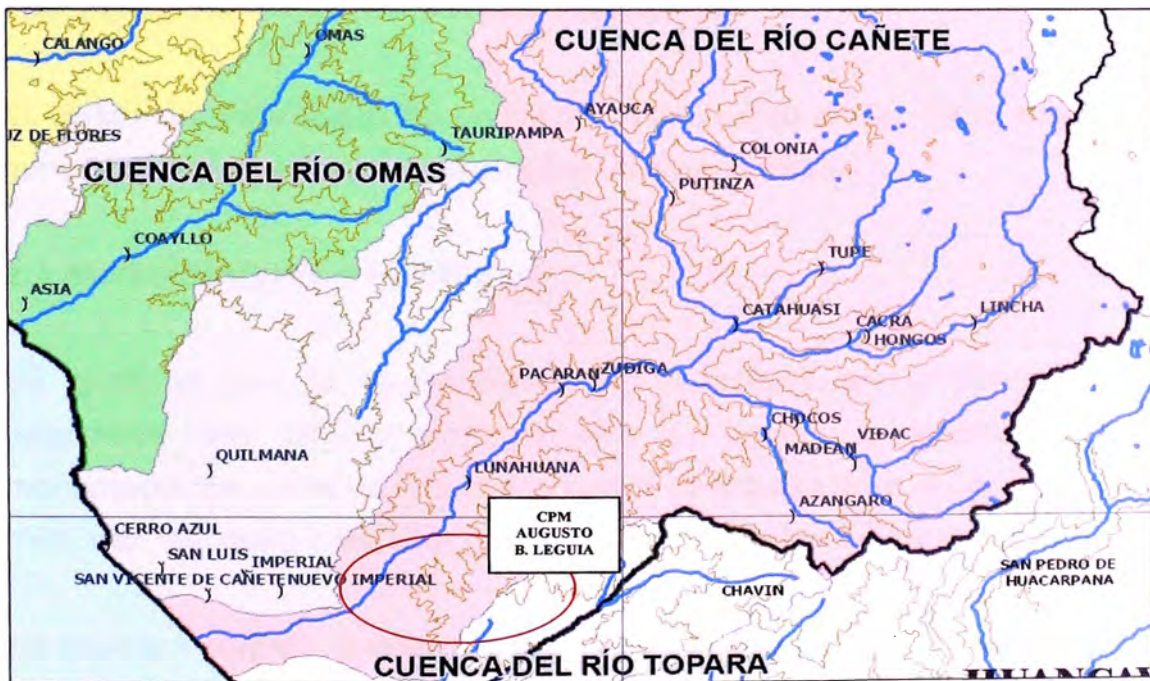 CUENCA DEL RÍO CAÑETE
OMAS
CALANGO
AYAUCA
UZ DE FLORES
TAURIPAMPA
COLONIA
CUENCA DEL RÍO OMAS
PUTINZA
COAYLLO
TUPE
ASIA
CATAHUASI
LINCHA
CACRA
HONGOS
PACARAN
ZUDIGA
CHOCOS
VIDAC
MADEAN
QUILMANA
LUNAHUANA
AZANGARO
CPM
AUGUSTO
B. LEGUIA
CERRO AZUL
SAN LUIS
IMPERIAL
SAN VICENTE DE CAÑETE
NUEVO IMPERIAL
SAN PEDRO DE
HUACARPANA
CHAVIN
CUENCA DEL RÍO TOPARA